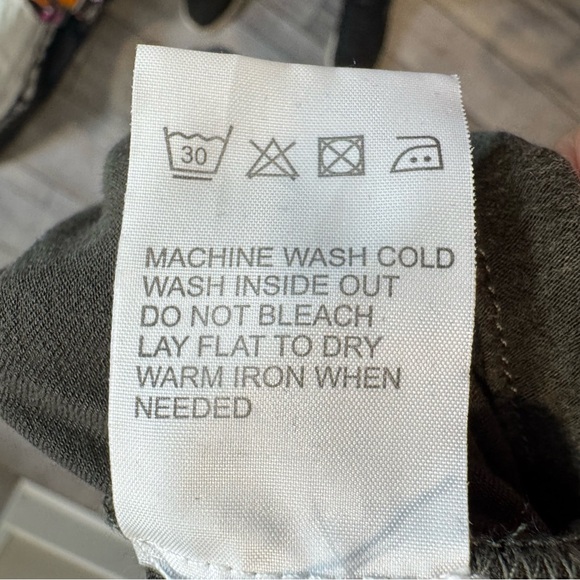 30
MACHINE WASH COLD
WASH INSIDE OUT
DO NOT BLEACH
LAY FLAT TO DRY
WARM IRON WHEN
NEEDED